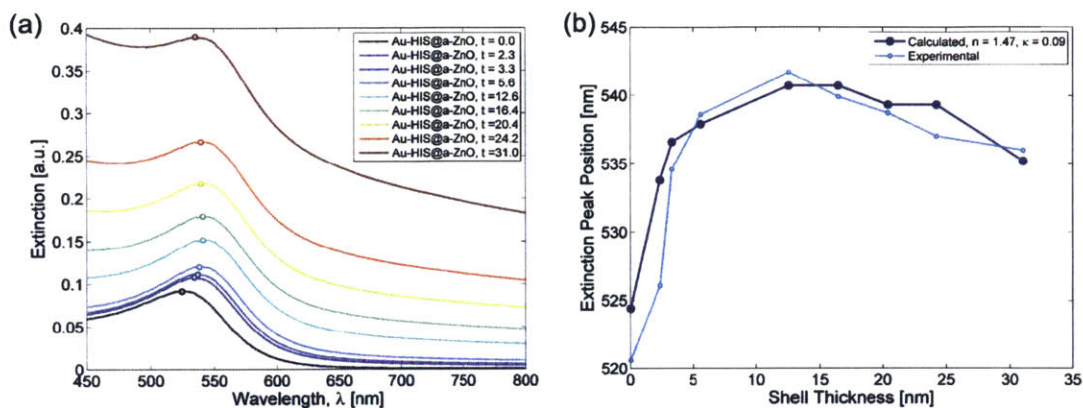 (a)
0.4
0.35
0.3
0.25
0.2
0.15
0.1
0.05
0
Extinction [a.u.]
450 500 550 600 650 700 750 800
Wavelength, λ [nm]
Au-HIS@a-ZnO, t = 0.0
Au-HIS@a-ZnO, t = 2.3
Au-HIS@a-ZnO, t = 3.3
Au-HIS@a-ZnO, t = 5.6
Au-HIS@a-ZnO, t =12.6
Au-HIS@a-ZnO, t =16.4
Au-HIS@a-ZnO, t =20.4
Au-HIS@a-ZnO, t =24.2
Au-HIS@a-ZnO, t =31.0
(b)
545
540
535
530
525
520
Extinction Peak Position [nm]
0 5 10 15 20 25 30 35
Shell Thickness [nm]
Calculated, n = 1.47, κ = 0.09
Experimental